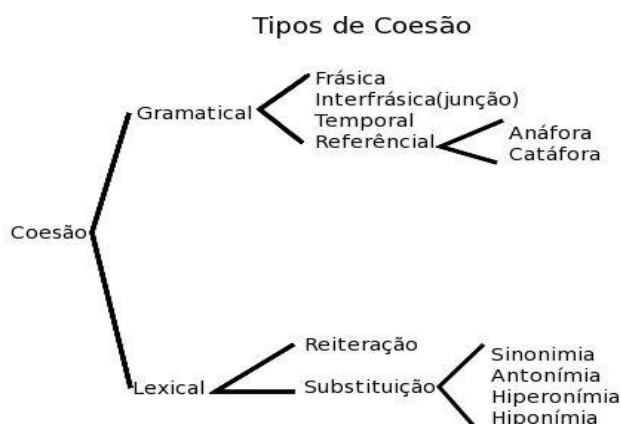 Tipos de Coesão
Frásica
Interfrásica(junção)
Gramatical
Temporal
Referêncial
Anáfora
Catáfora
Coesão
Reiteração
Lexical
Substituição
Sinonimia
Antonímia
Hiperonímia
Hiponímia